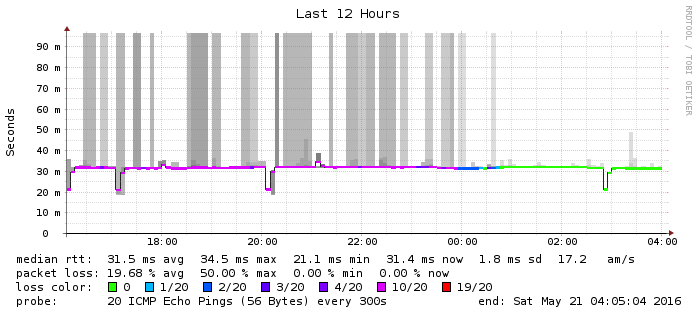 Last 12 Hours
RRDTOOL / TOBI OETIKER
Seconds
90 m
80 m
70 m
60 m
50 m
40 m
30 m
20 m
10 m
0
18:00 20:00 22:00 00:00 02:00 04:00
median rtt: 31.5 ms avg 34.5 ms max 21.1 ms min 31.4 ms now 1.8 ms sd 17.2 am/s
packet loss: 19.68 % avg 50.00 % max 0.00 % min 0.00 % now
loss color: 0 1/20 2/20 3/20 4/20 10/20 19/20
probe: 20 ICMP Echo Pings (56 Bytes) every 300s end: Sat May 21 04:05:04 2016